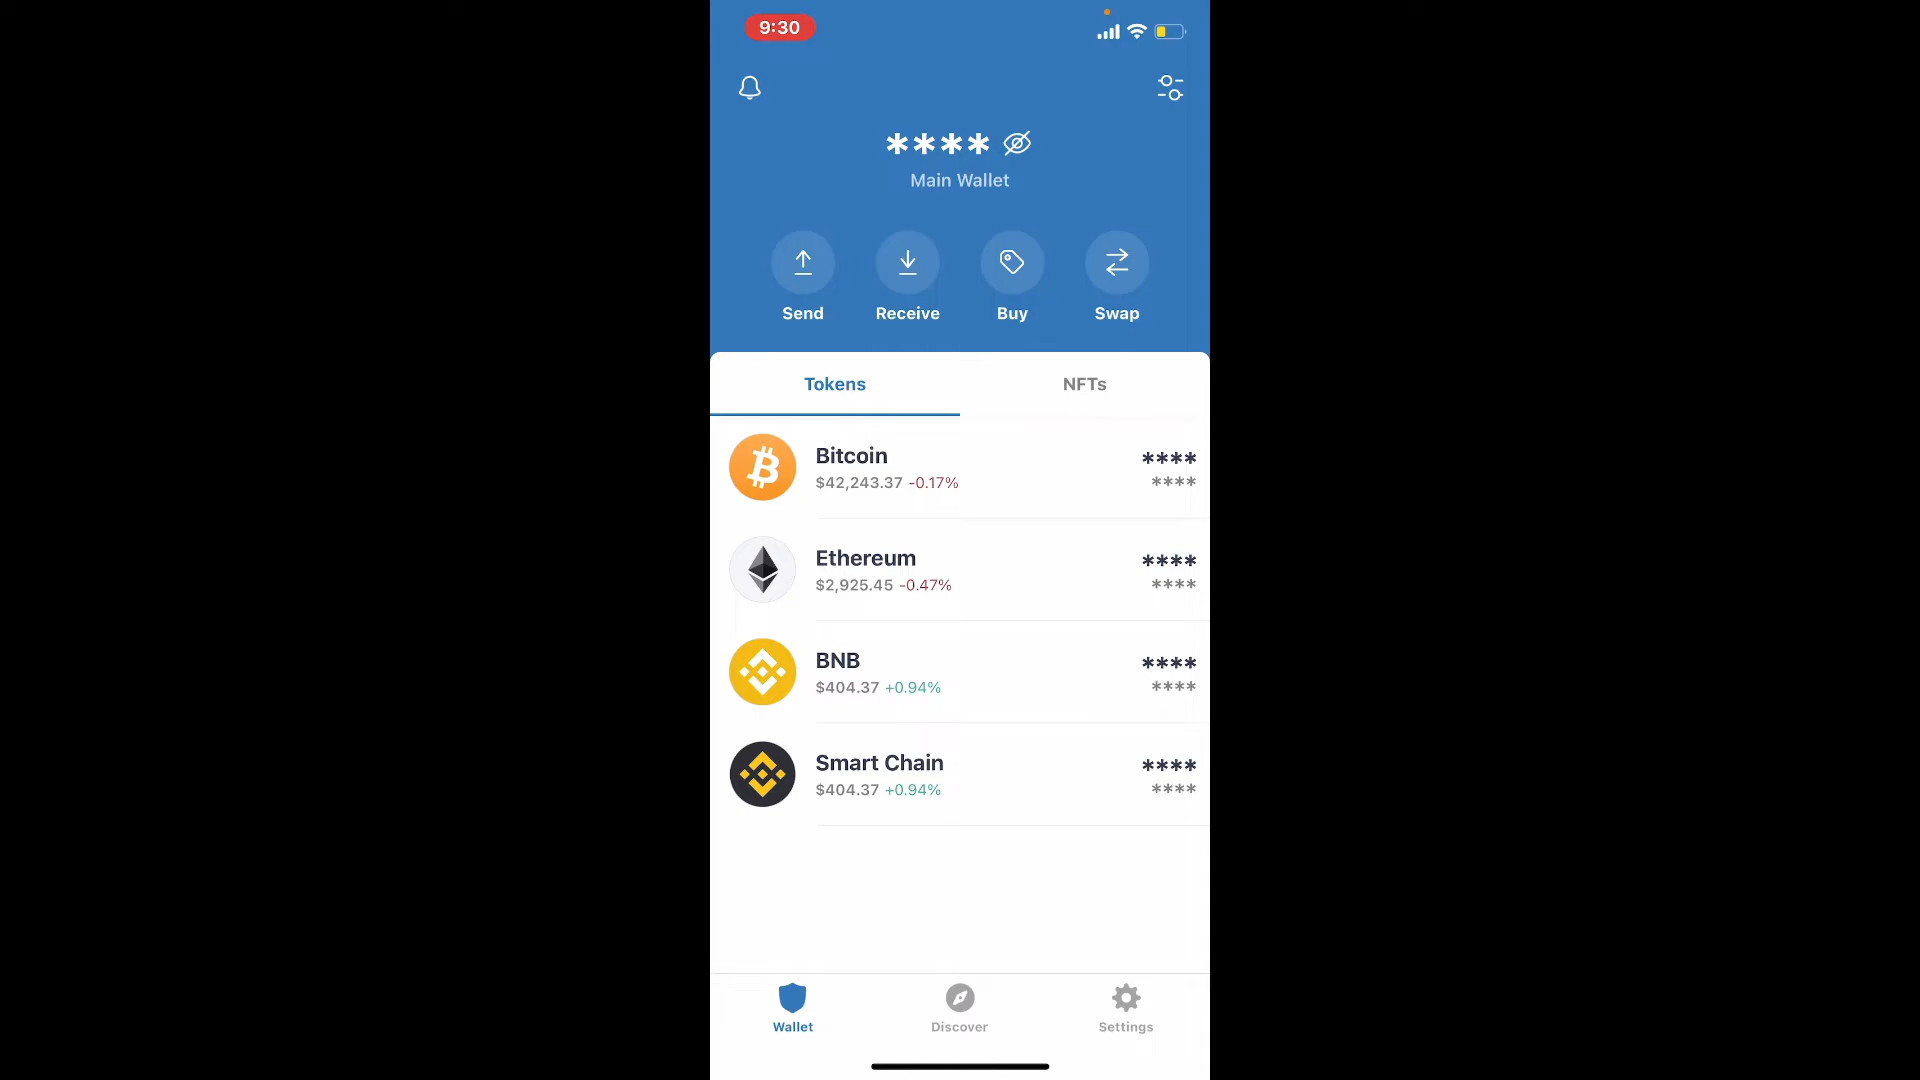 9:30
****
Main Wallet
Send Receive Buy Swap
Tokens NFTs
Bitcoin ****
$42,243.37 -0.17% ****
Ethereum ****
$2,925.45 -0.47% ****
BNB ****
$404.37 +0.94% ****
Smart Chain ****
$404.37 +0.94% ****
Wallet Discover Settings